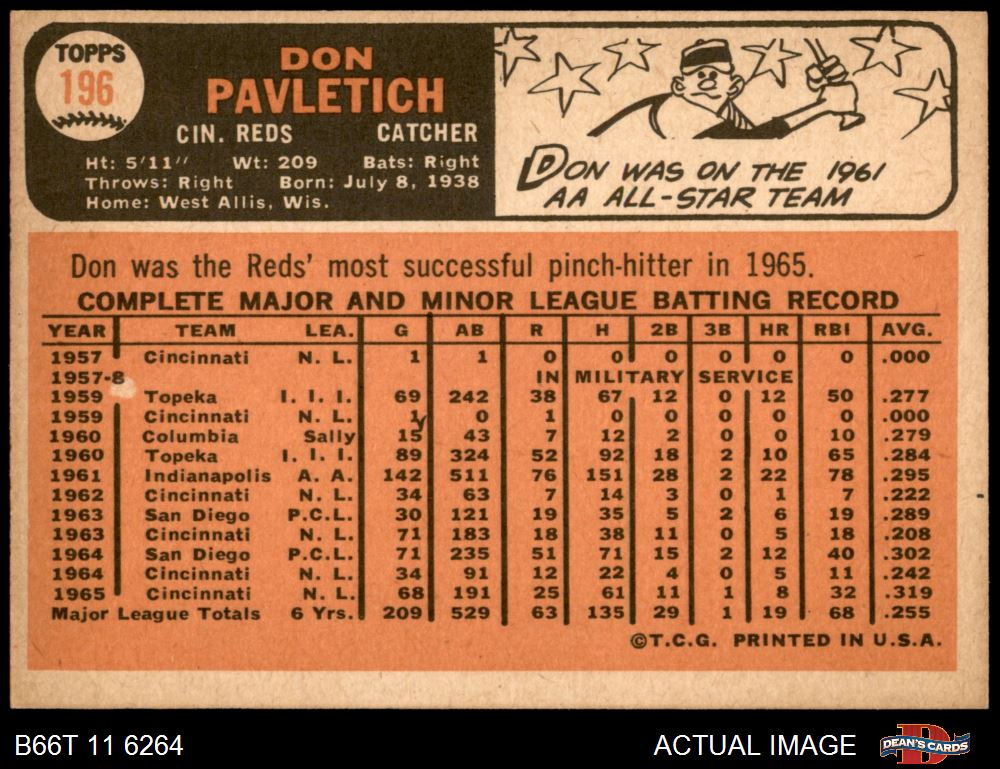 TOPPS
196
DON
PAVLETICH
CIN. REDS CATCHER
Ht: 5'11" Wt: 209 Bats: Right
Throws: Right Born: July 8, 1938
Home: West Allis, Wis.
DON WAS ON THE 1961
AA ALL-STAR TEAM
Don was the Reds' most successful pinch-hitter in 1965.
COMPLETE MAJOR AND MINOR LEAGUE BATTING RECORD
YEAR TEAM LEA. G AB R H 2B 3B HR RBI AVG.
1957 Cincinnati N. L. 1 1 0 0 0 0 0 0 .000
1957-8 IN MILITARY SERVICE
1959 Topeka I. I. I. 69 242 38 67 12 0 12 50 .277
1959 Cincinnati N. L. 1 0 1 0 0 0 0 0 .000
1960 Columbia Sally 15 43 7 12 2 0 0 10 .279
1960 Topeka I. I. I. 89 324 52 92 18 2 10 65 .284
1961 Indianapolis A. A. 142 511 76 151 28 2 22 78 .295
1962 Cincinnati N. L. 34 63 7 14 3 0 1 7 .222
1963 San Diego P.C.L. 30 121 19 35 5 2 6 19 .289
1963 Cincinnati N. L. 71 183 18 38 11 0 5 18 .208
1964 San Diego P.C.L. 71 235 51 71 15 2 12 40 .302
1964 Cincinnati N. L. 34 91 12 22 4 0 5 11 .242
1965 Cincinnati N. L. 68 191 25 61 11 1 8 32 .319
Major League Totals 6 Yrs. 209 529 63 135 29 1 19 68 .255
©T.C.G. PRINTED IN U.S.A.
B66T 11 6264 ACTUAL IMAGE DEAN'S CARDS